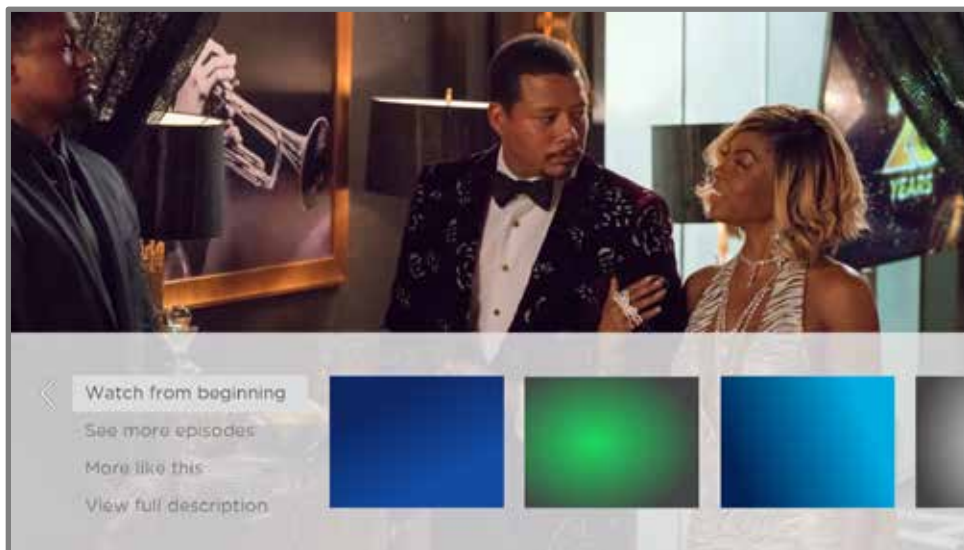 YEARS
Watch from beginning
See more episodes
More like this
View full description